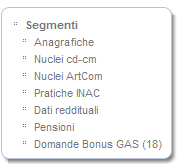 Segmenti
Anagrafiche
Nuclei cd-cm
Nuclei ArtCom
Pratiche INAC
Dati reddituali
Pensioni
Domande Bonus GAS (18)